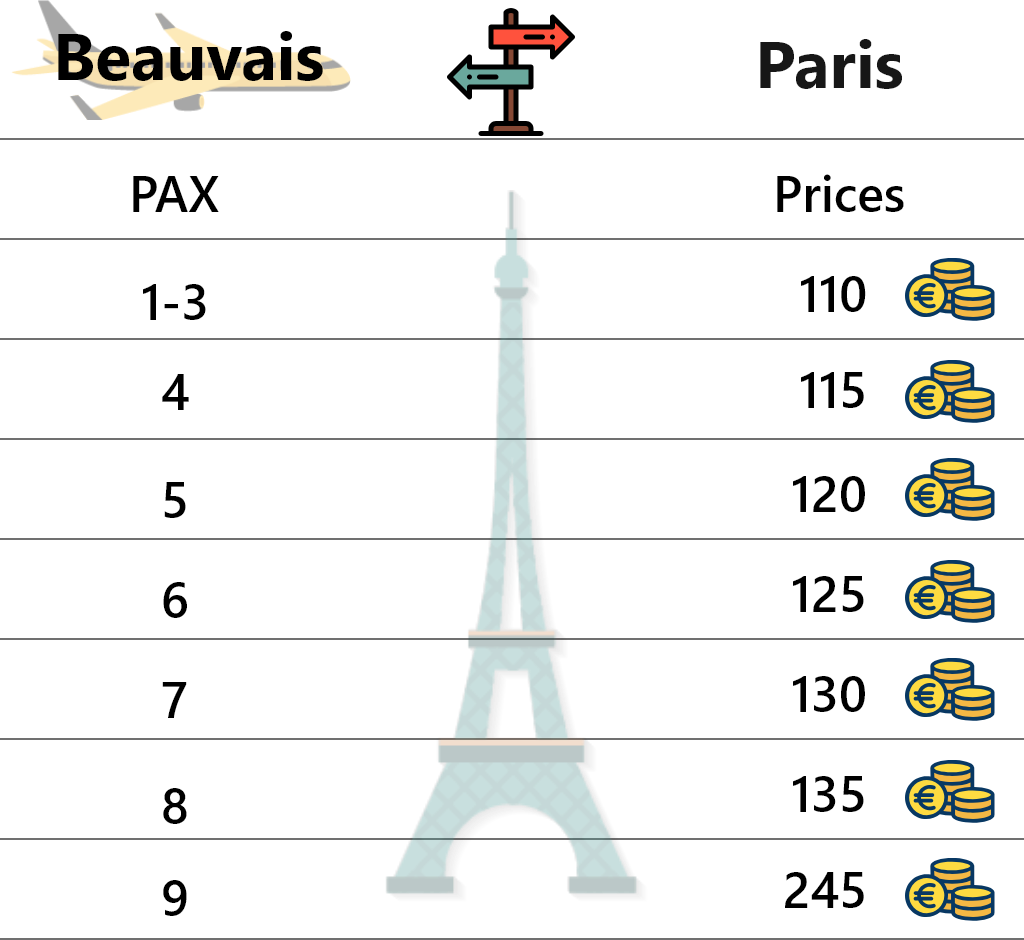 Beauvais Paris
PAX Prices
1-3 110 €
4 115 €
5 120 €
6 125 €
7 130 €
8 135 €
9 245 €